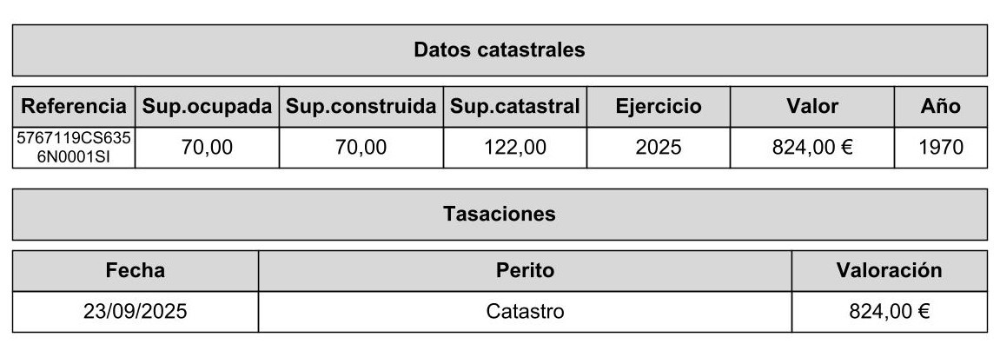 Datos catastrales
Referencia Sup.ocupada Sup.construida Sup.catastral Ejercicio Valor Año
5767119CS635
6N0001SI 70,00 70,00 122,00 2025 824,00 € 1970
Tasaciones
Fecha Perito Valoración
23/09/2025 Catastro 824,00 €